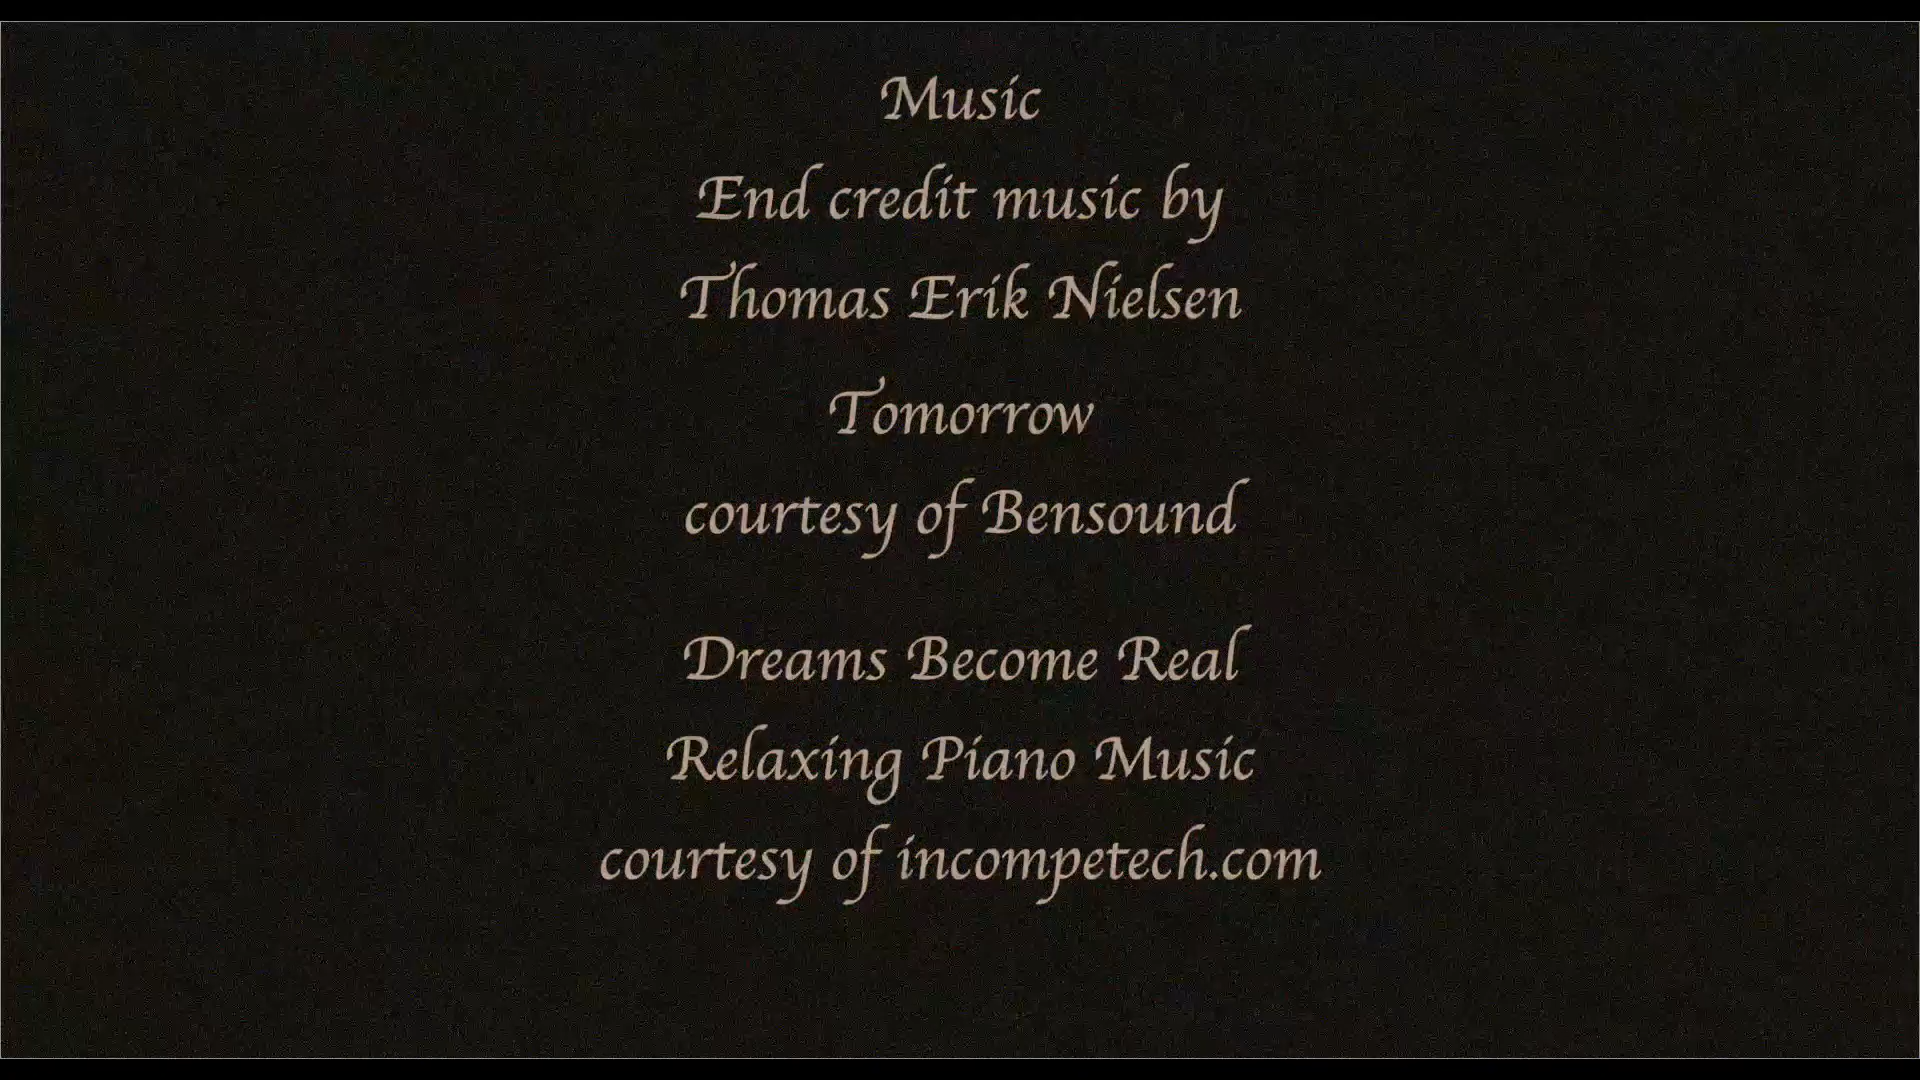 Music
End credit music by
Thomas Erik Nielsen
Tomorrow
courtesy of Bensound
Dreams Become Real
Relaxing Piano Music
courtesy of incompetech.com